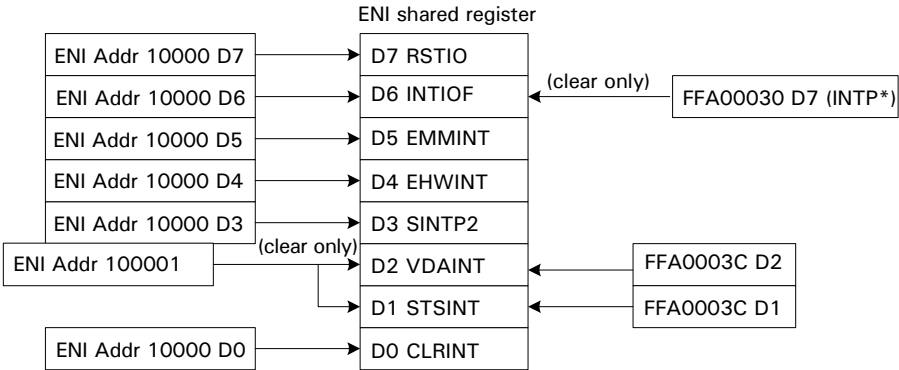 ENI shared register
ENI Addr 10000 D7
D7 RSTIO
ENI Addr 10000 D6
D6 INTIOF
(clear only)
FFA00030 D7 (INTP*)
ENI Addr 10000 D5
D5 EMMINT
ENI Addr 10000 D4
D4 EHWINT
ENI Addr 10000 D3
D3 SINTP2
(clear only)
ENI Addr 100001
D2 VDAINT
FFA0003C D2
D1 STSINT
FFA0003C D1
ENI Addr 10000 D0
D0 CLRINT